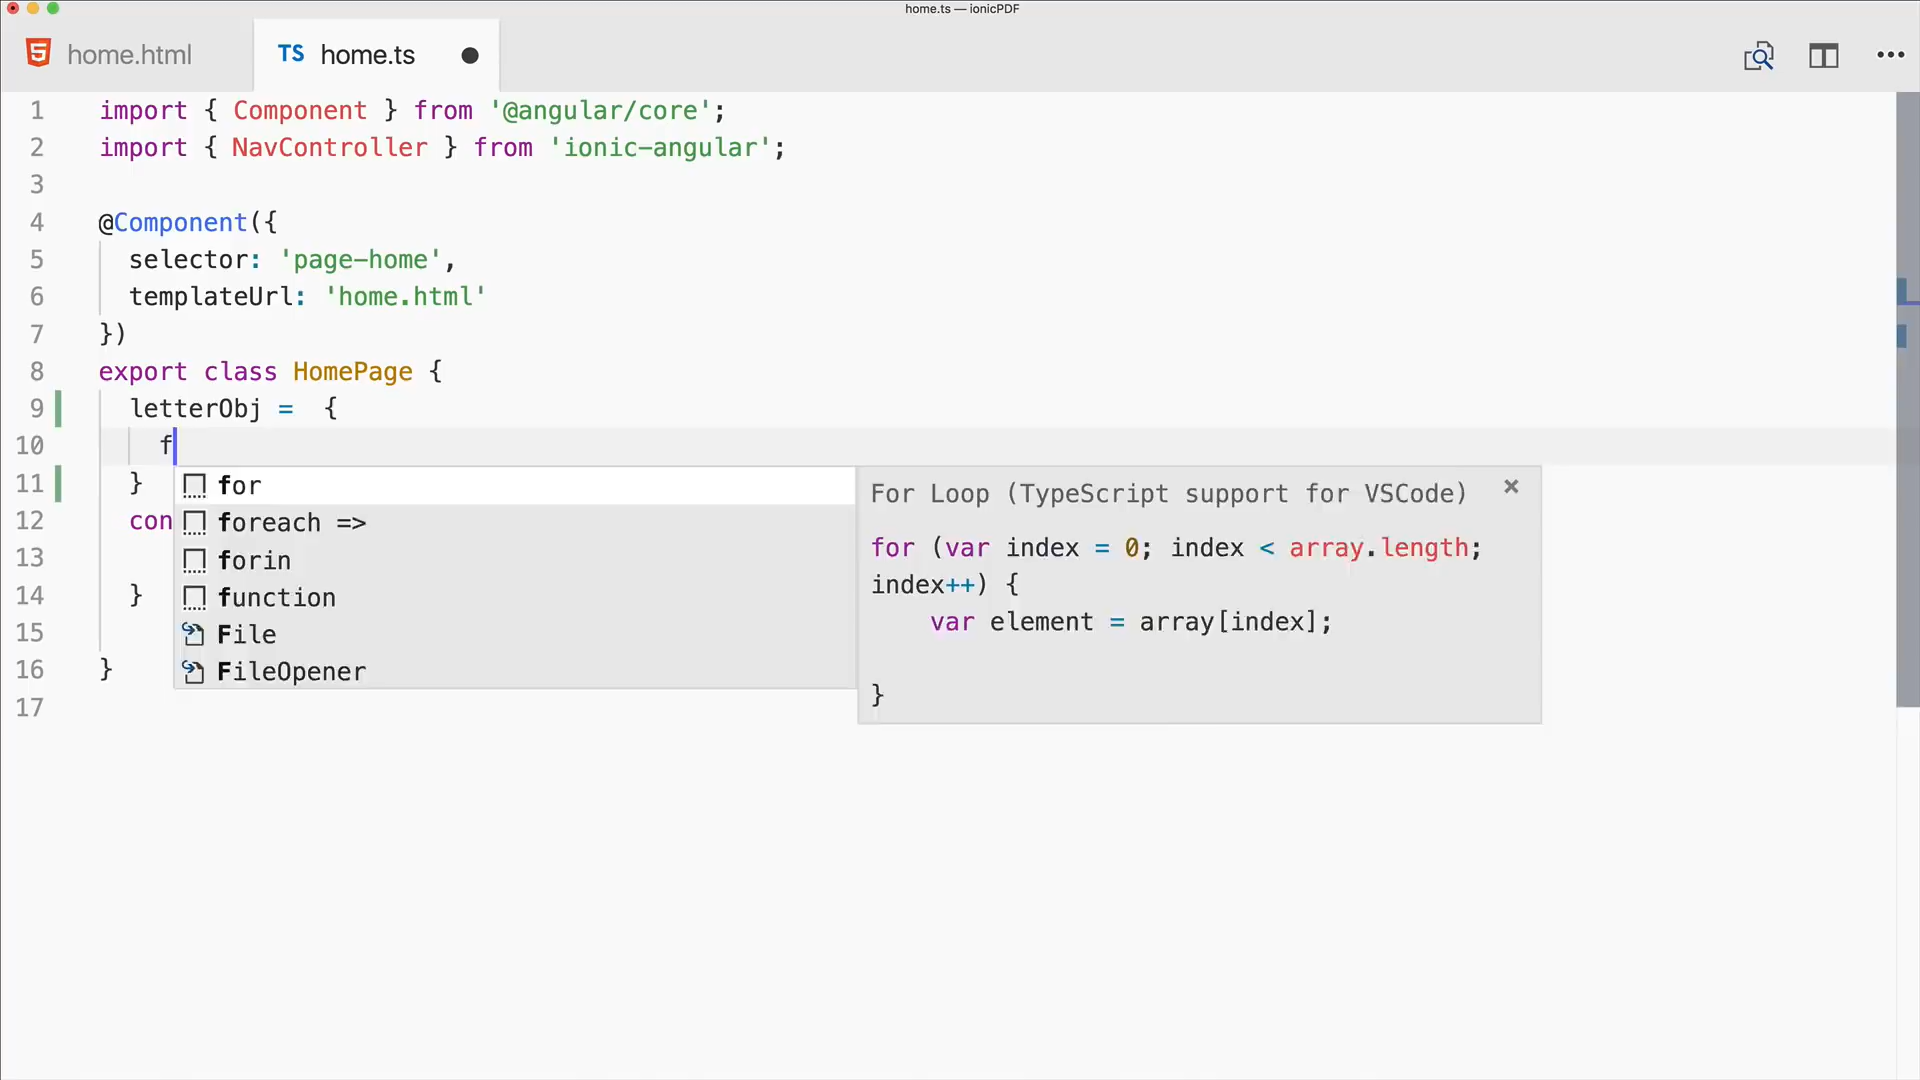 home.ts — ionicPDF
home.html
TS home.ts
1 import { Component } from '@angular/core';
2 import { NavController } from 'ionic-angular';
3
4 @Component({
5 selector: 'page-home',
6 templateUrl: 'home.html'
7 })
8 export class HomePage {
9 letterObj = {
10 f
11 }
12 con
13
14 }
15
16 }
17
for
foreach =>
forin
function
File
FileOpener
For Loop (TypeScript support for VSCode)
for (var index = 0; index < array.length;
index++) {
var element = array[index];
}